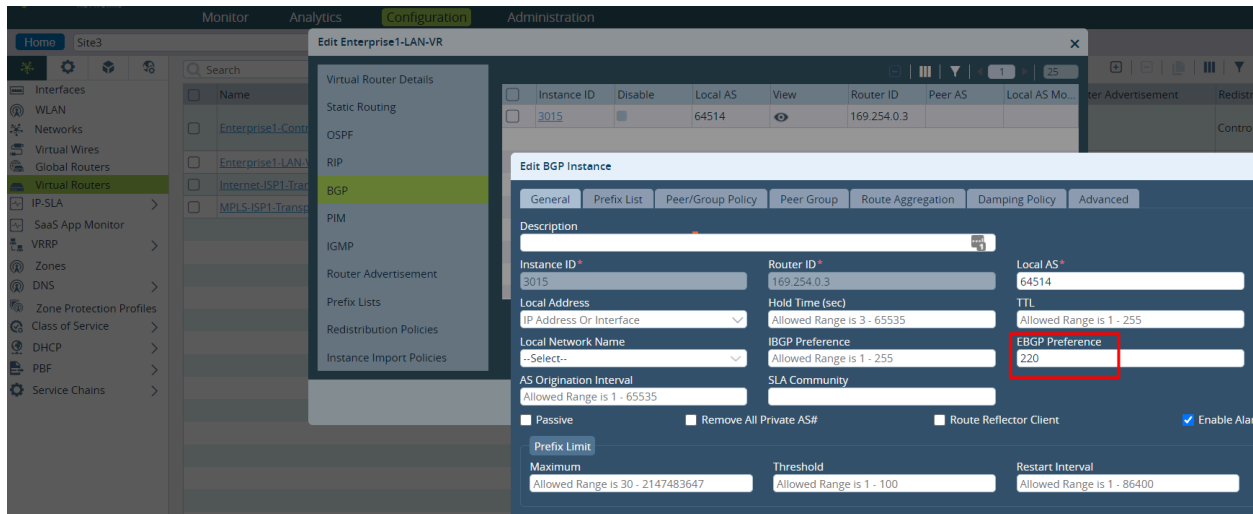 Monitor Analytics Configuration Administration
Home Site3
Edit Enterprise1-LAN-VR
Search
Interfaces
WLAN
Networks
Virtual Wires
Global Routers
Virtual Routers
IP-SLA
SaaS App Monitor
VRRP
Zones
DNS
Zone Protection Profiles
Class of Service
DHCP
PBF
Service Chains
Name
Enterprise1-Contr
Enterprise1-LAN-V
Internet-ISP1-Tran
MPLS-ISP1-Transp
Virtual Router Details
Static Routing
OSPF
RIP
BGP
PIM
IGMP
Router Advertisement
Prefix Lists
Redistribution Policies
Instance Import Policies
1 25
Instance ID Disable Local AS View Router ID Peer AS Local AS Mo...
3015 64514 169.254.0.3
ter Advertisement Redistr
Contro
Edit BGP Instance
General Prefix List Peer/Group Policy Peer Group Route Aggregation Damping Policy Advanced
Description
Instance ID* Router ID* Local AS*
3015 169.254.0.3 64514
Local Address Hold Time (sec) TTL
IP Address Or Interface Allowed Range is 3 - 65535 Allowed Range is 1 - 255
Local Network Name IBGP Preference EBGP Preference
--Select-- Allowed Range is 1 - 255 220
AS Origination Interval SLA Community
Allowed Range is 1 - 65535
Passive Remove All Private AS# Route Reflector Client Enable Alar
Prefix Limit
Maximum Threshold Restart Interval
Allowed Range is 30 - 2147483647 Allowed Range is 1 - 100 Allowed Range is 1 - 86400